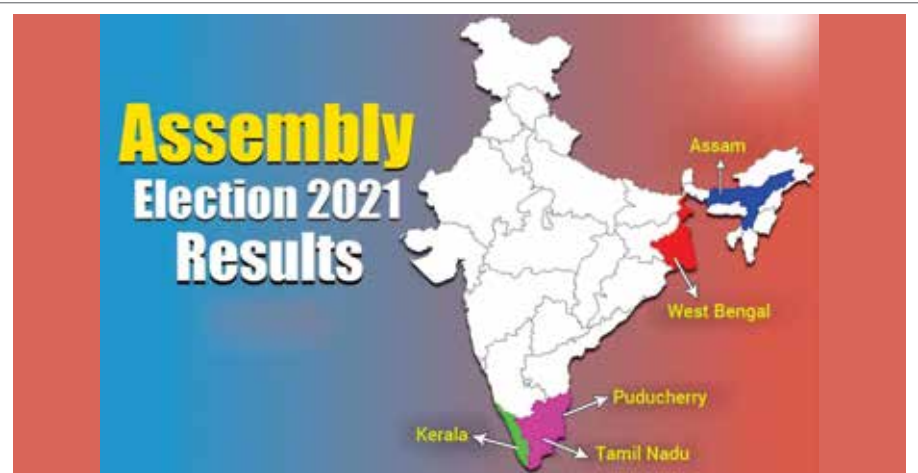 Assembly
Election 2021
Results
Assam
West Bengal
Puducherry
Kerala
Tamil Nadu